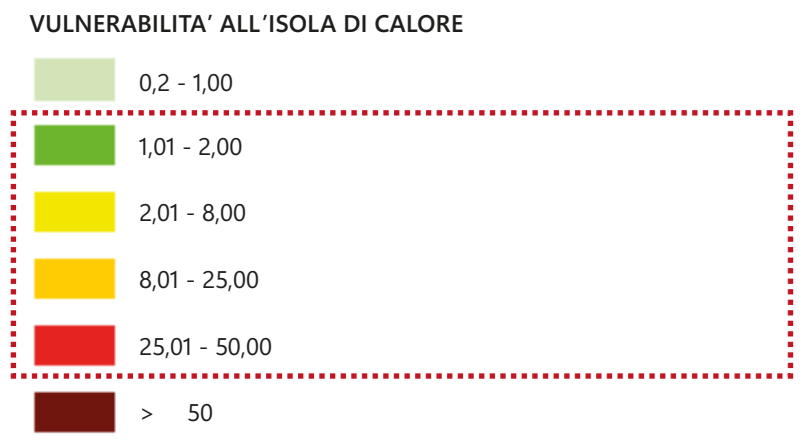 VULNERABILITA’ ALL’ISOLA DI CALORE
0,2 - 1,00
1,01 - 2,00
2,01 - 8,00
8,01 - 25,00
25,01 - 50,00
> 50